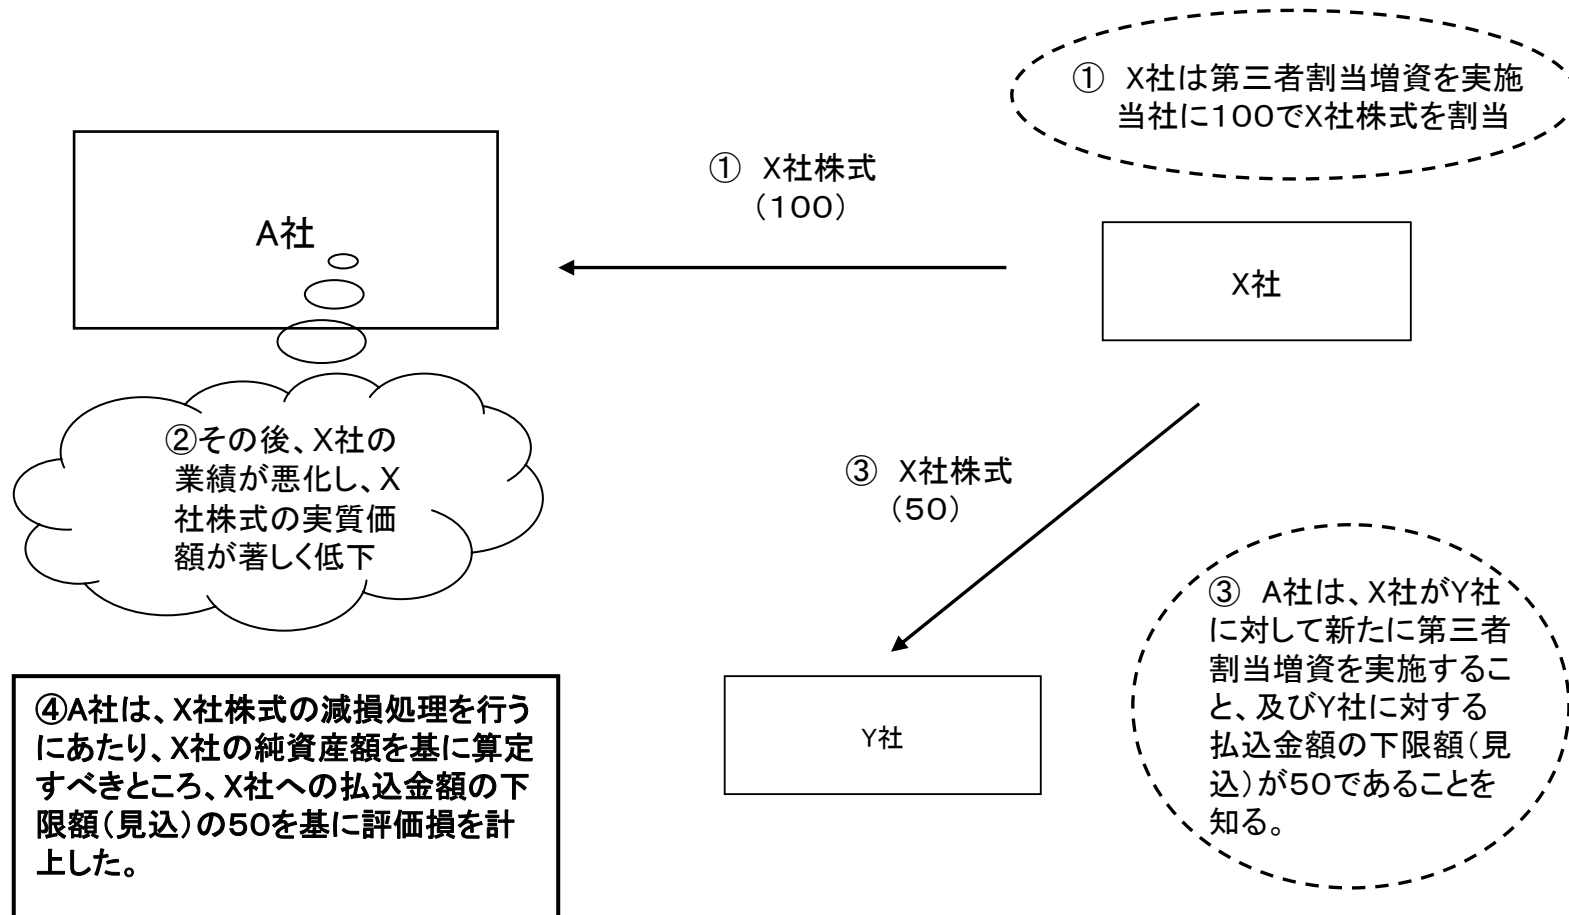 ① X社は第三者割当増資を実施
当社に100でX社株式を割当
① X社株式
（100）
A社
X社
②その後、X社の
業績が悪化し、X
社株式の実質価
額が著しく低下
③ X社株式
（50）
③ A社は、X社がY社
に対して新たに第三者
割当増資を実施するこ
と、及びY社に対する
払込金額の下限額（見
込）が50であることを
知る。
④A社は、X社株式の減損処理を行う
にあたり、X社の純資産額を基に算定
すべきところ、X社への払込金額の下
限額（見込）の50を基に評価損を計
上した。
Y社